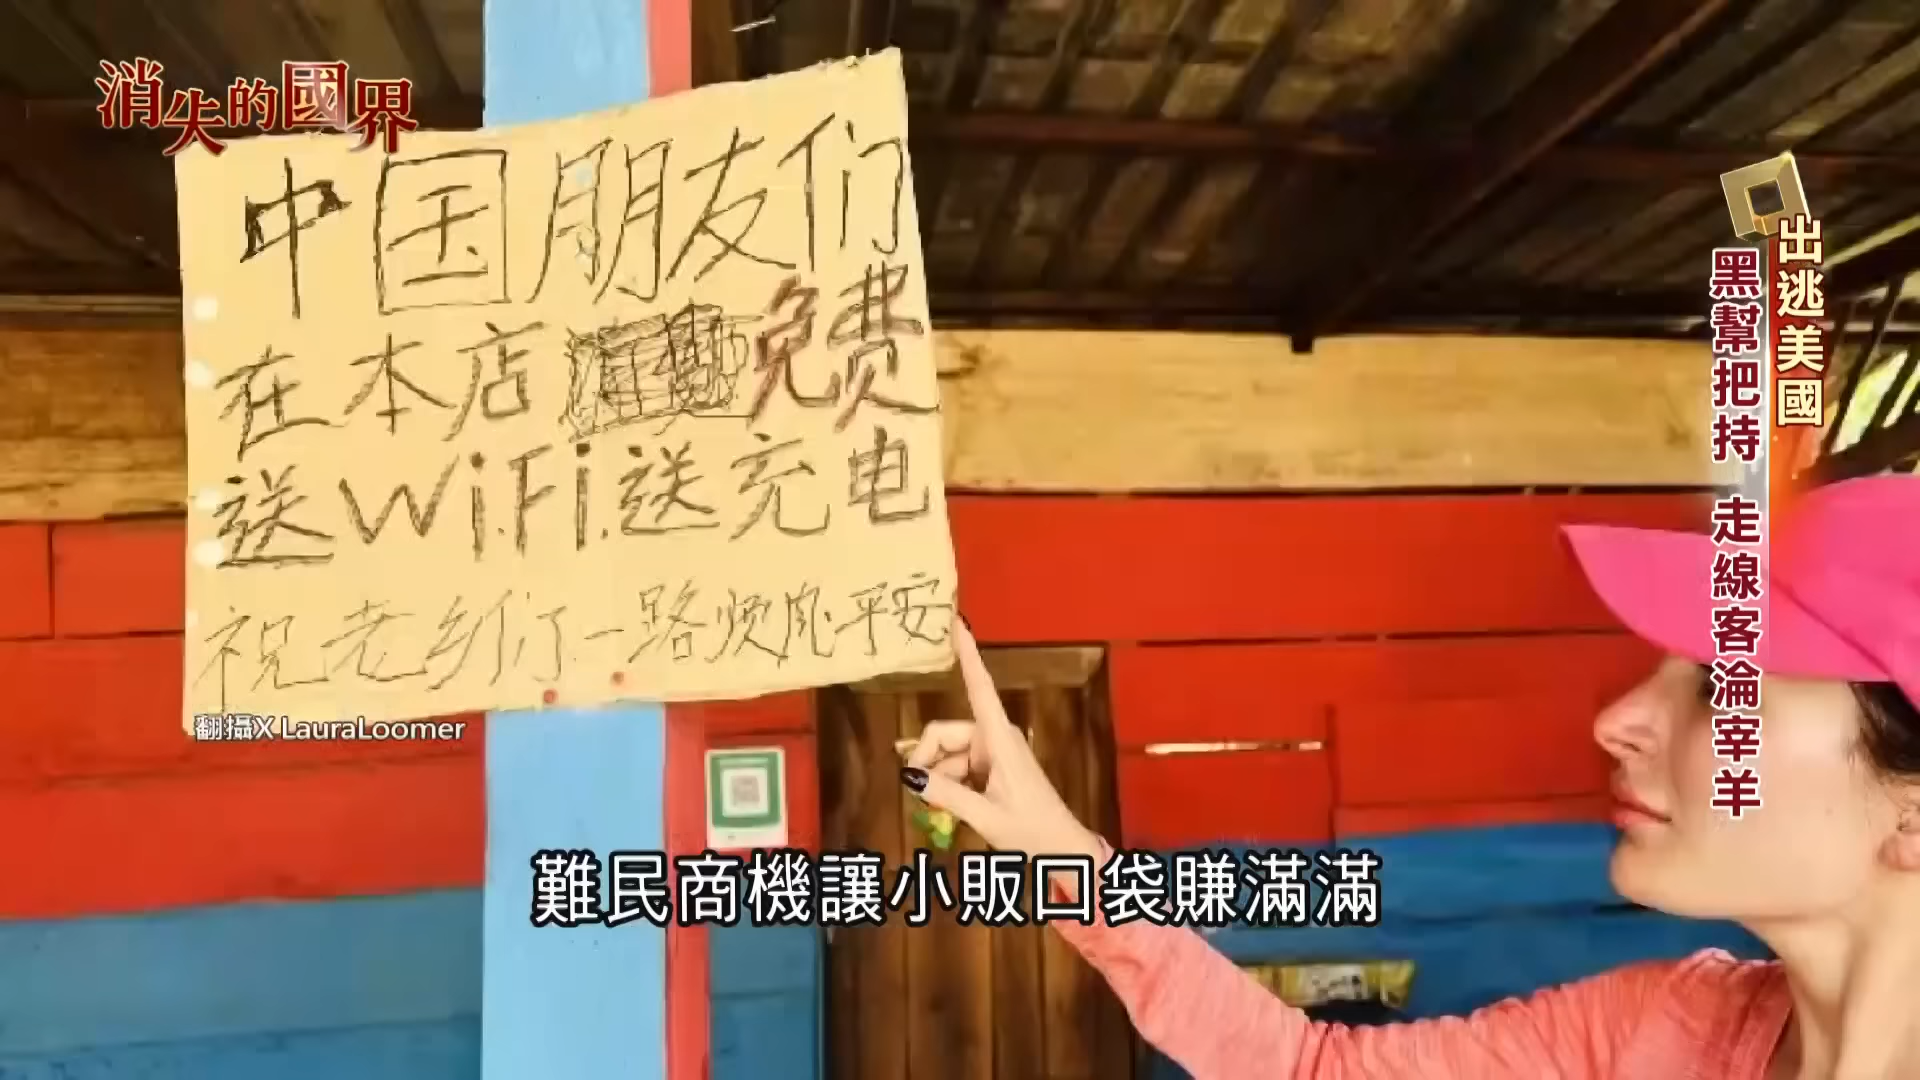 消失的國界
中国朋友们
在本店 免费
送WiFi.送充电
祝老乡们一路顺风平安
翻攝X LauraLoomer
出逃美國
黑幫把持 走線客淪宰羊
難民商機讓小販口袋賺滿滿